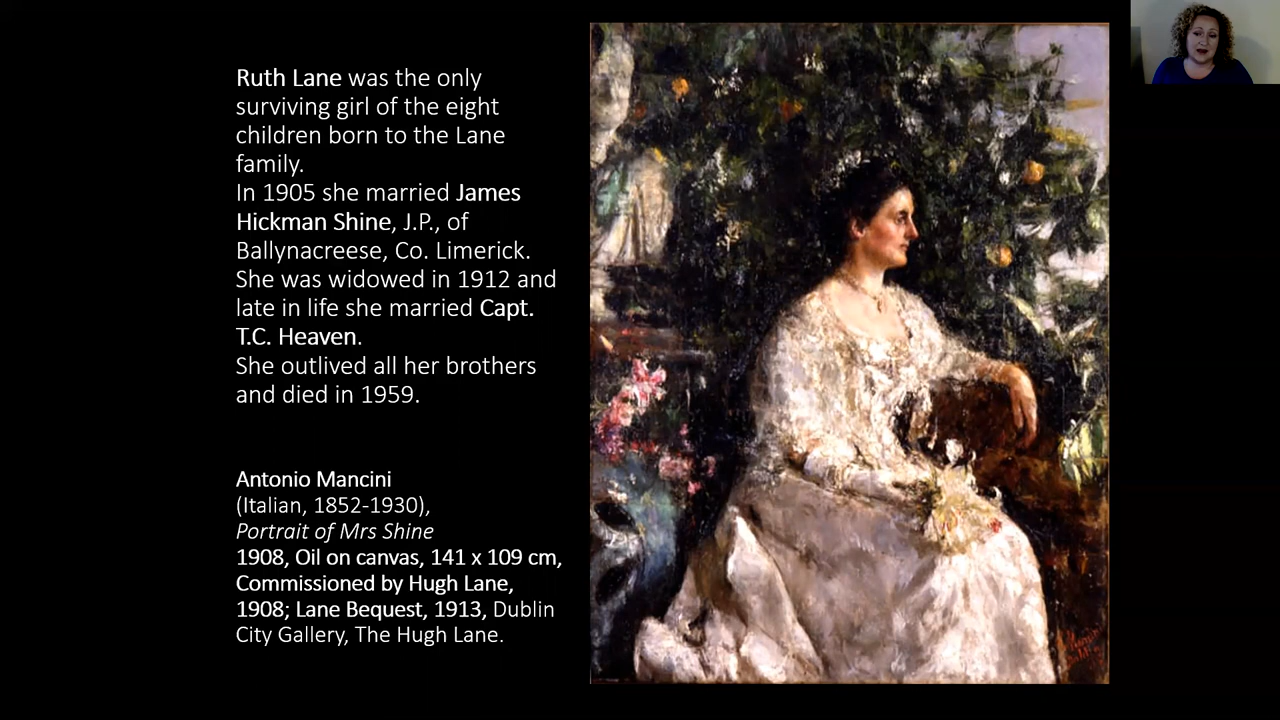 Ruth Lane was the only
surviving girl of the eight
children born to the Lane
family.
In 1905 she married James
Hickman Shine, J.P., of
Ballynacreese, Co. Limerick.
She was widowed in 1912 and
late in life she married Capt.
T.C. Heaven.
She outlived all her brothers
and died in 1959.
Antonio Mancini
(Italian, 1852-1930),
Portrait of Mrs Shine
1908, Oil on canvas, 141 x 109 cm,
Commissioned by Hugh Lane,
1908; Lane Bequest, 1913, Dublin
City Gallery, The Hugh Lane.